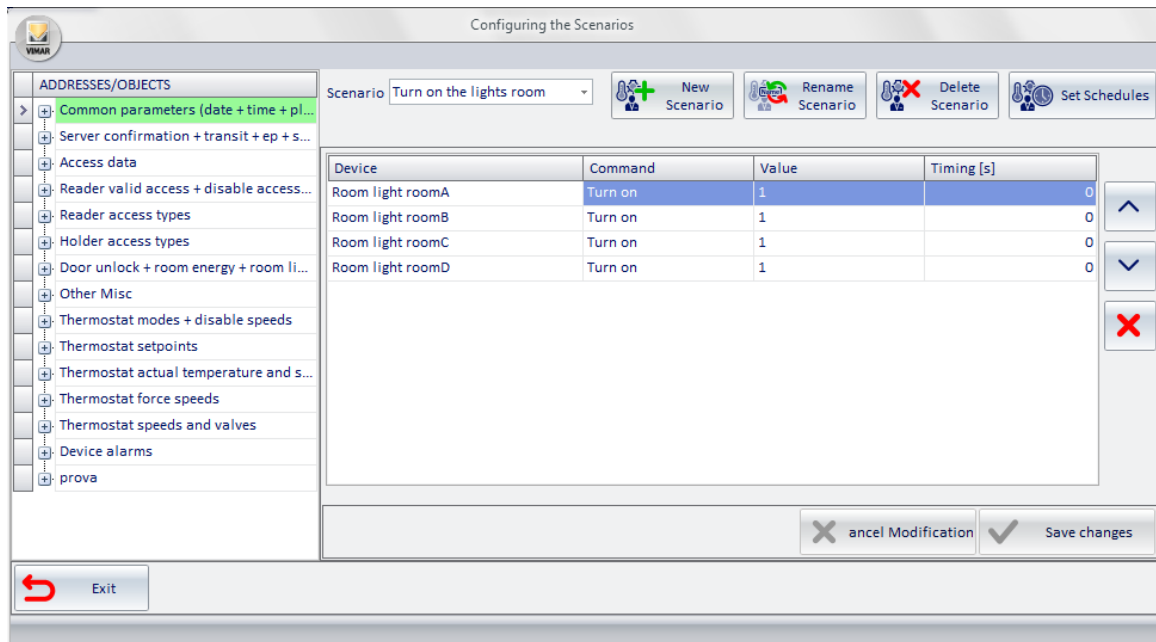 Configuring the Scenarios
VIMAR
ADDRESSES/OBJECTS
Common parameters (date + time + pl...
Server confirmation + transit + ep + s...
Access data
Reader valid access + disable access...
Reader access types
Holder access types
Door unlock + room energy + room li...
Other Misc
Thermostat modes + disable speeds
Thermostat setpoints
Thermostat actual temperature and s...
Thermostat force speeds
Thermostat speeds and valves
Device alarms
prova
Scenario Turn on the lights room
New
Scenario
Rename
Scenario
Delete
Scenario
Set Schedules
Device Command Value Timing [s]
Room light roomA Turn on 1 0
Room light roomB Turn on 1 0
Room light roomC Turn on 1 0
Room light roomD Turn on 1 0
ancel Modification
Save changes
Exit